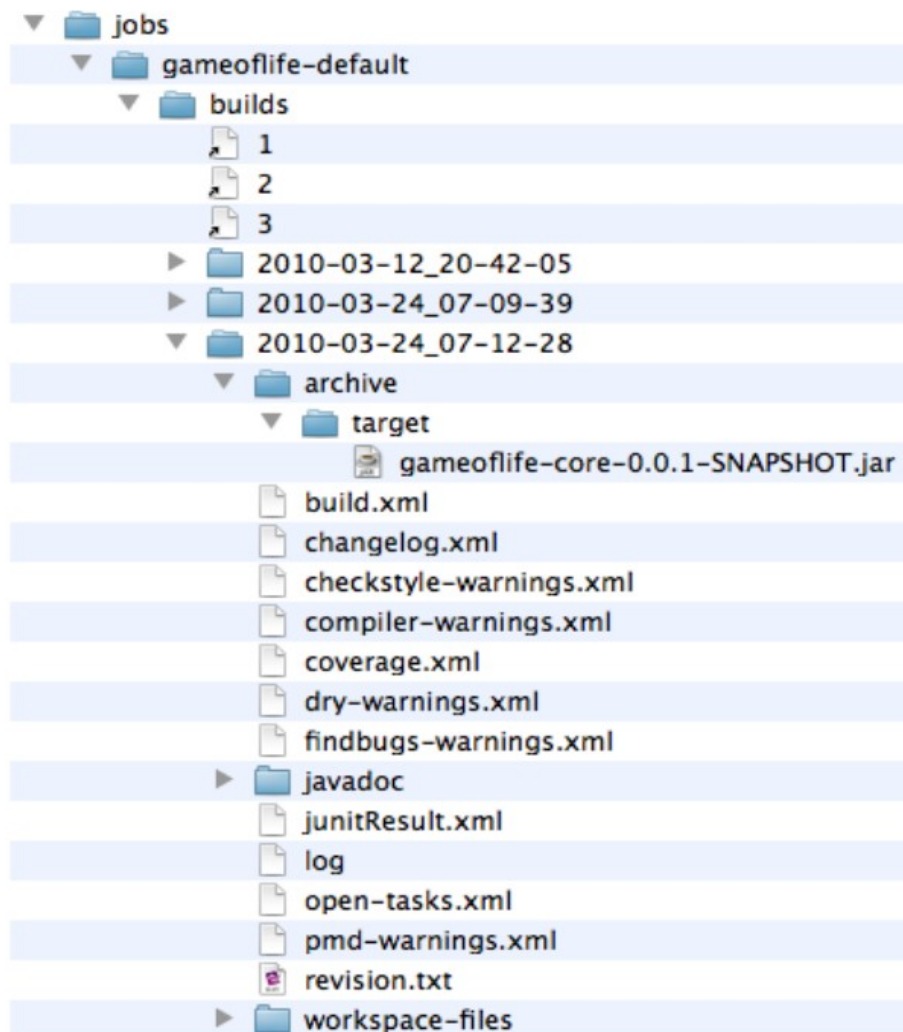 jobs
gameoflife-default
builds
1
2
3
2010-03-12_20-42-05
2010-03-24_07-09-39
2010-03-24_07-12-28
archive
target
gameoflife-core-0.0.1-SNAPSHOT.jar
build.xml
changelog.xml
checkstyle-warnings.xml
compiler-warnings.xml
coverage.xml
dry-warnings.xml
findbugs-warnings.xml
javadoc
junitResult.xml
log
open-tasks.xml
pmd-warnings.xml
revision.txt
workspace-files